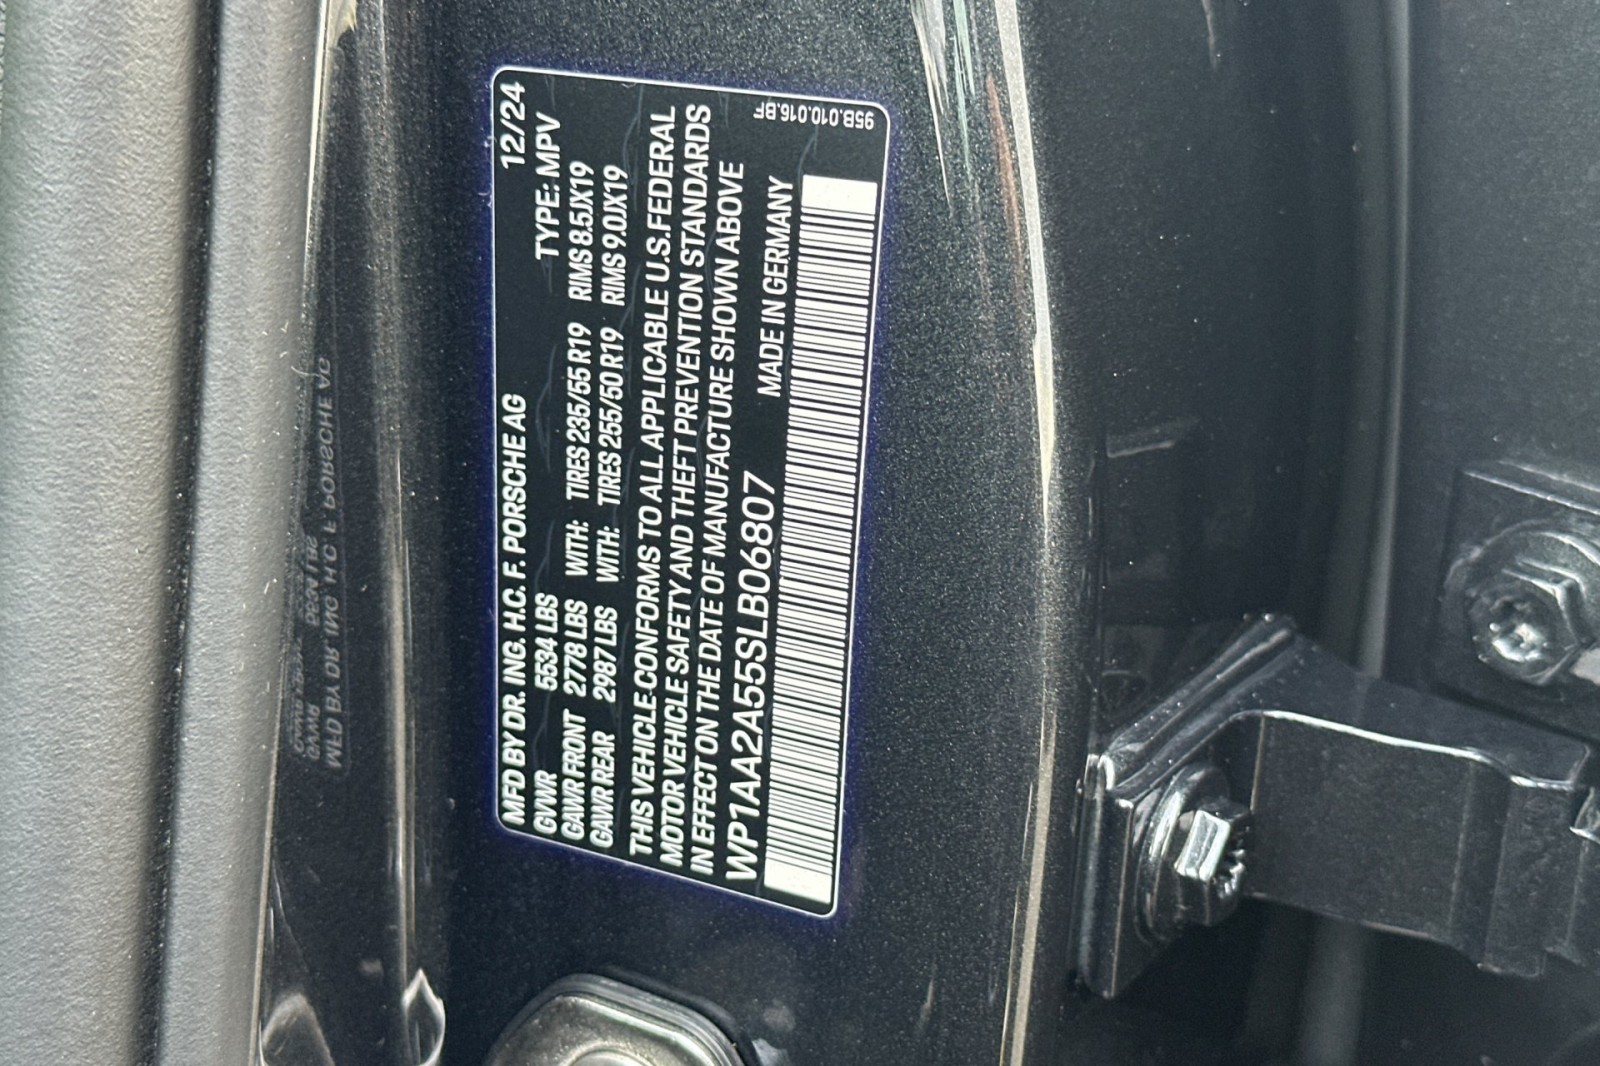 MFD BY DR. ING. H.C. F. PORSCHE AG 12/24
GVWR 5534 LBS TYPE: MPV
GAWR FRONT 2778 LBS WITH: TIRES 235/55 R19 RIMS 8.5JX19
GAWR REAR 2987 LBS WITH: TIRES 255/50 R19 RIMS 9.0JX19
THIS VEHICLE CONFORMS TO ALL APPLICABLE U.S.FEDERAL
MOTOR VEHICLE SAFETY AND THEFT PREVENTION STANDARDS
IN EFFECT ON THE DATE OF MANUFACTURE SHOWN ABOVE
WP1AA2A55SLB06807 MADE IN GERMANY
95B.010.016.BF